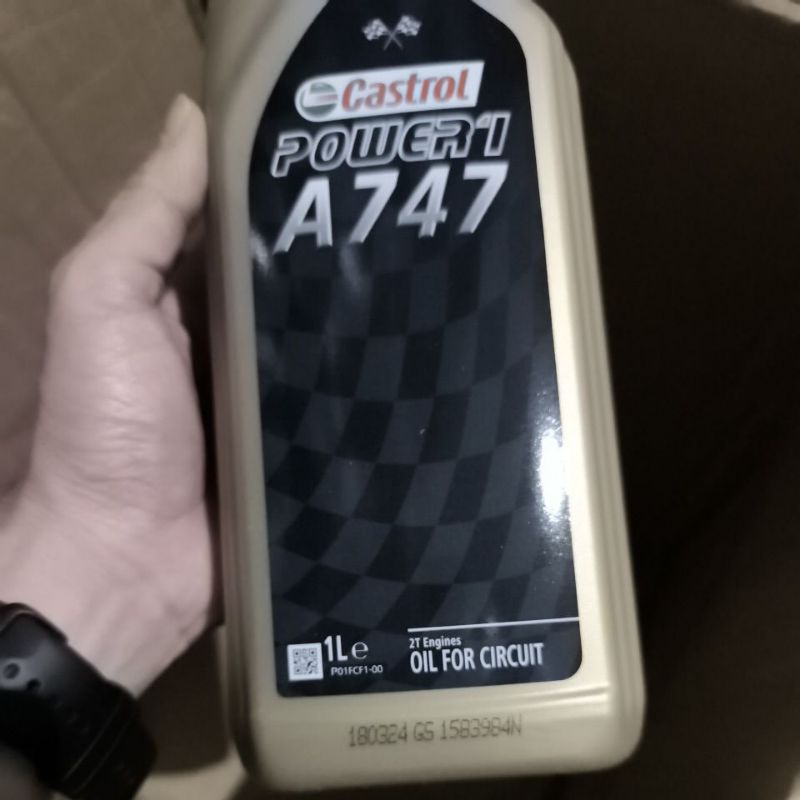 Castrol
POWER1
A747
1L e
P01FCF1-00
2T Engines
OIL FOR CIRCUIT
180324 GS 1583984N